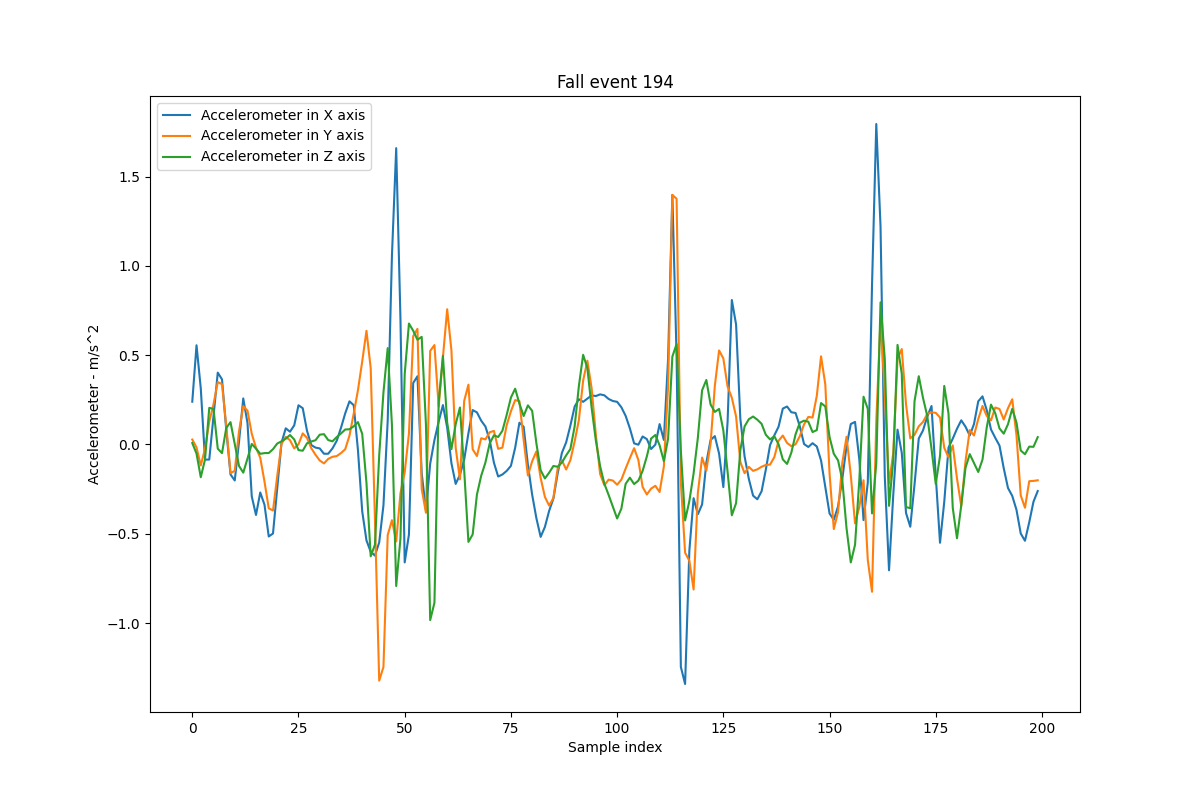 Fall event 194
Accelerometer in X axis
Accelerometer in Y axis
Accelerometer in Z axis
1.5
1.0
0.5
0.0
−0.5
−1.0
Accelerometer - m/s^2
0 25 50 75 100 125 150 175 200
Sample index